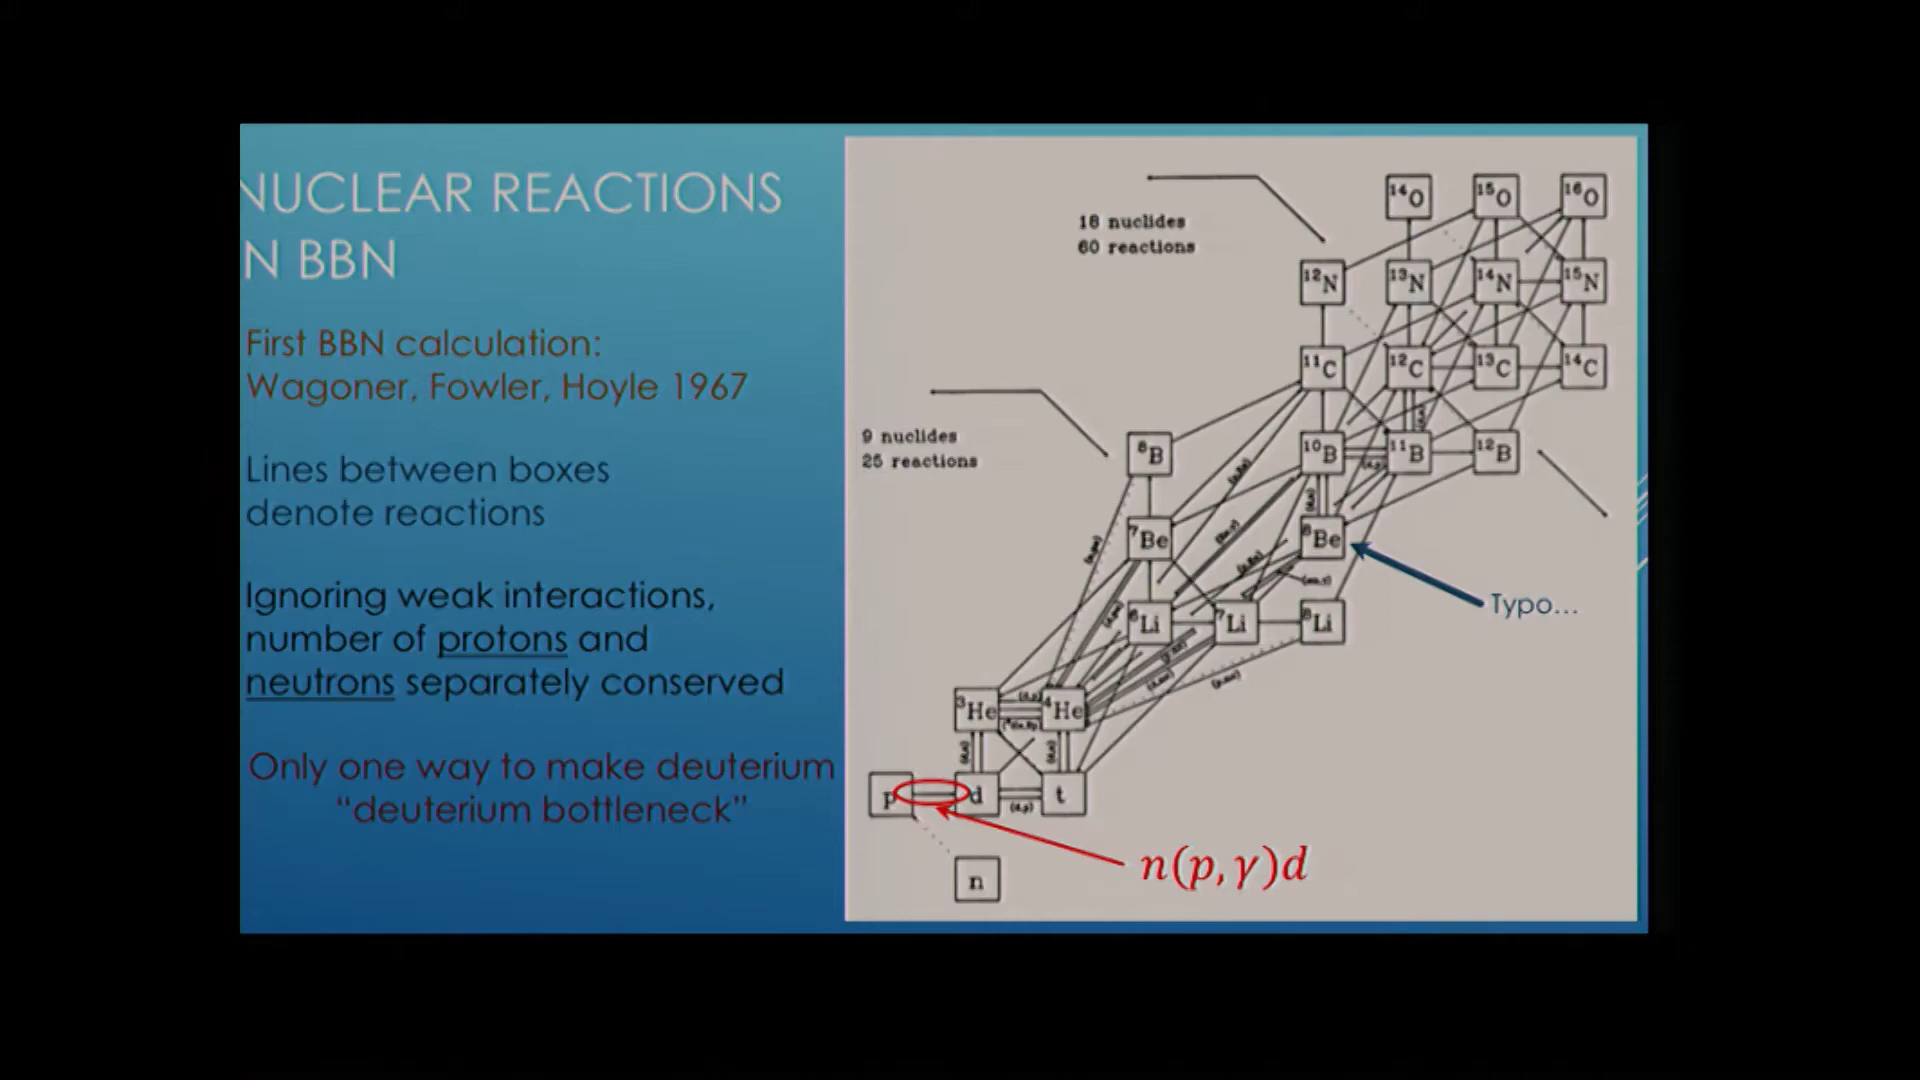 NUCLEAR REACTIONS
N BBN
First BBN calculation:
Wagoner, Fowler, Hoyle 1967
Lines between boxes
denote reactions
Ignoring weak interactions,
number of protons and
neutrons separately conserved
Only one way to make deuterium
"deuterium bottleneck"
18 nuclides
60 reactions
9 nuclides
25 reactions
14O 15O 16O
12N 13N 14N 15N
11C 12C 13C 14C
8B 10B 11B 12B
7Be 8Be
Typo...
6Li 7Li 8Li
3He 4He
p d t
(d,p)
n
n(p,γ)d